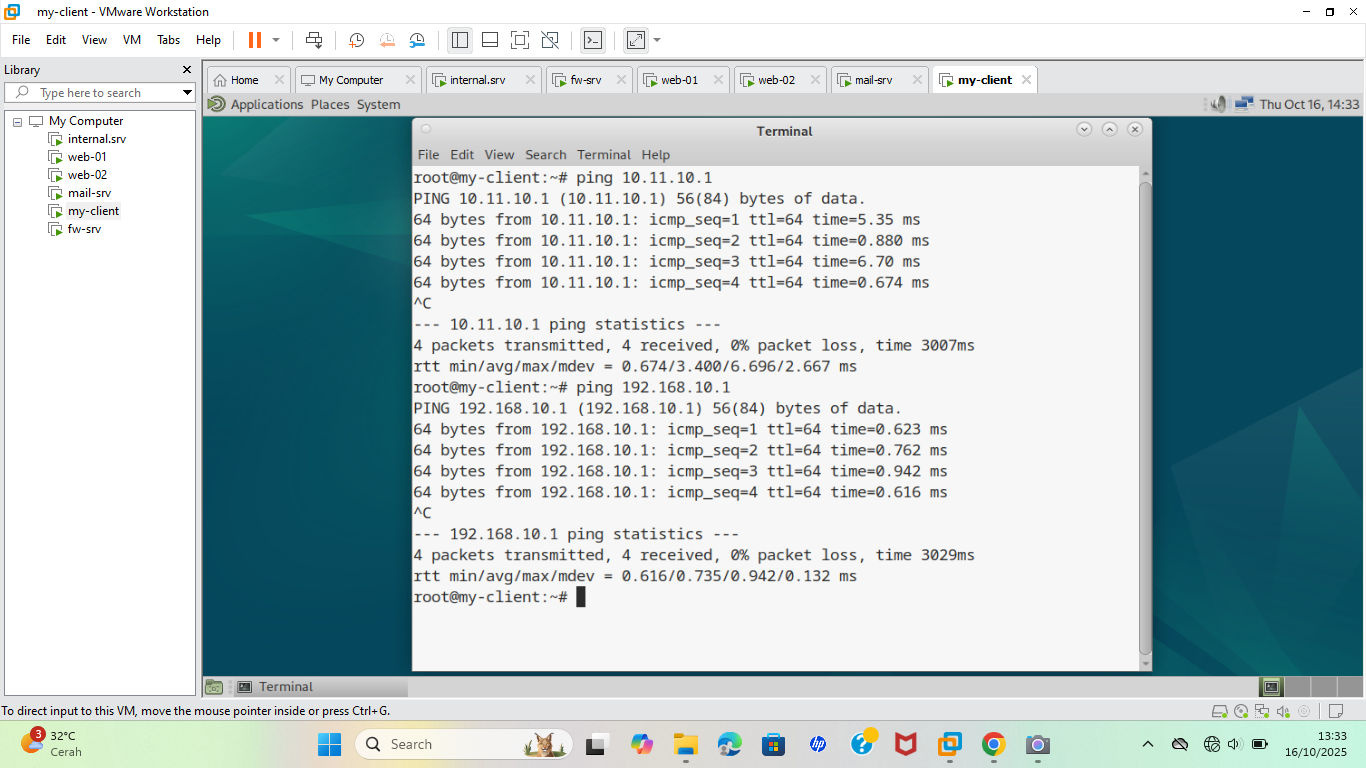 my-client - VMware Workstation
File Edit View VM Tabs Help
Library
Type here to search
My Computer
internal.srv
web-01
web-02
mail-srv
my-client
fw-srv
Home My Computer internal.srv fw-srv web-01 web-02 mail-srv my-client
Applications Places System Thu Oct 16, 14:33
Terminal
File Edit View Search Terminal Help
root@my-client:~# ping 10.11.10.1
PING 10.11.10.1 (10.11.10.1) 56(84) bytes of data.
64 bytes from 10.11.10.1: icmp_seq=1 ttl=64 time=5.35 ms
64 bytes from 10.11.10.1: icmp_seq=2 ttl=64 time=0.880 ms
64 bytes from 10.11.10.1: icmp_seq=3 ttl=64 time=6.70 ms
64 bytes from 10.11.10.1: icmp_seq=4 ttl=64 time=0.674 ms
^C
--- 10.11.10.1 ping statistics ---
4 packets transmitted, 4 received, 0% packet loss, time 3007ms
rtt min/avg/max/mdev = 0.674/3.400/6.696/2.667 ms
root@my-client:~# ping 192.168.10.1
PING 192.168.10.1 (192.168.10.1) 56(84) bytes of data.
64 bytes from 192.168.10.1: icmp_seq=1 ttl=64 time=0.623 ms
64 bytes from 192.168.10.1: icmp_seq=2 ttl=64 time=0.762 ms
64 bytes from 192.168.10.1: icmp_seq=3 ttl=64 time=0.942 ms
64 bytes from 192.168.10.1: icmp_seq=4 ttl=64 time=0.616 ms
^C
--- 192.168.10.1 ping statistics ---
4 packets transmitted, 4 received, 0% packet loss, time 3029ms
rtt min/avg/max/mdev = 0.616/0.735/0.942/0.132 ms
root@my-client:~#
Terminal
To direct input to this VM, move the mouse pointer inside or press Ctrl+G.
3
32°C
Cerah
Search
hp
?
13:33
16/10/2025